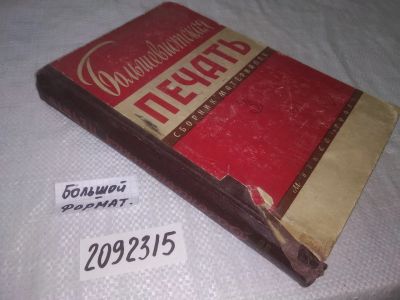 Большевистская
ПЕЧАТЬ
СБОРНИК МАТЕРИАЛОВ
БОЛЬШОЙ
ФОРМАТ.
2092315